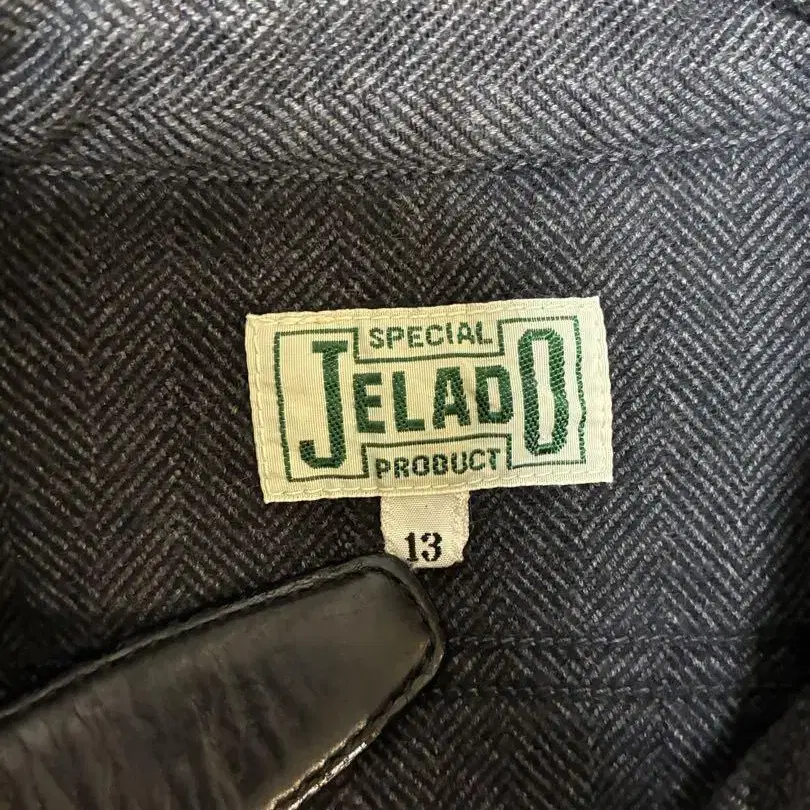 SPECIAL
JELADO
PRODUCT
13